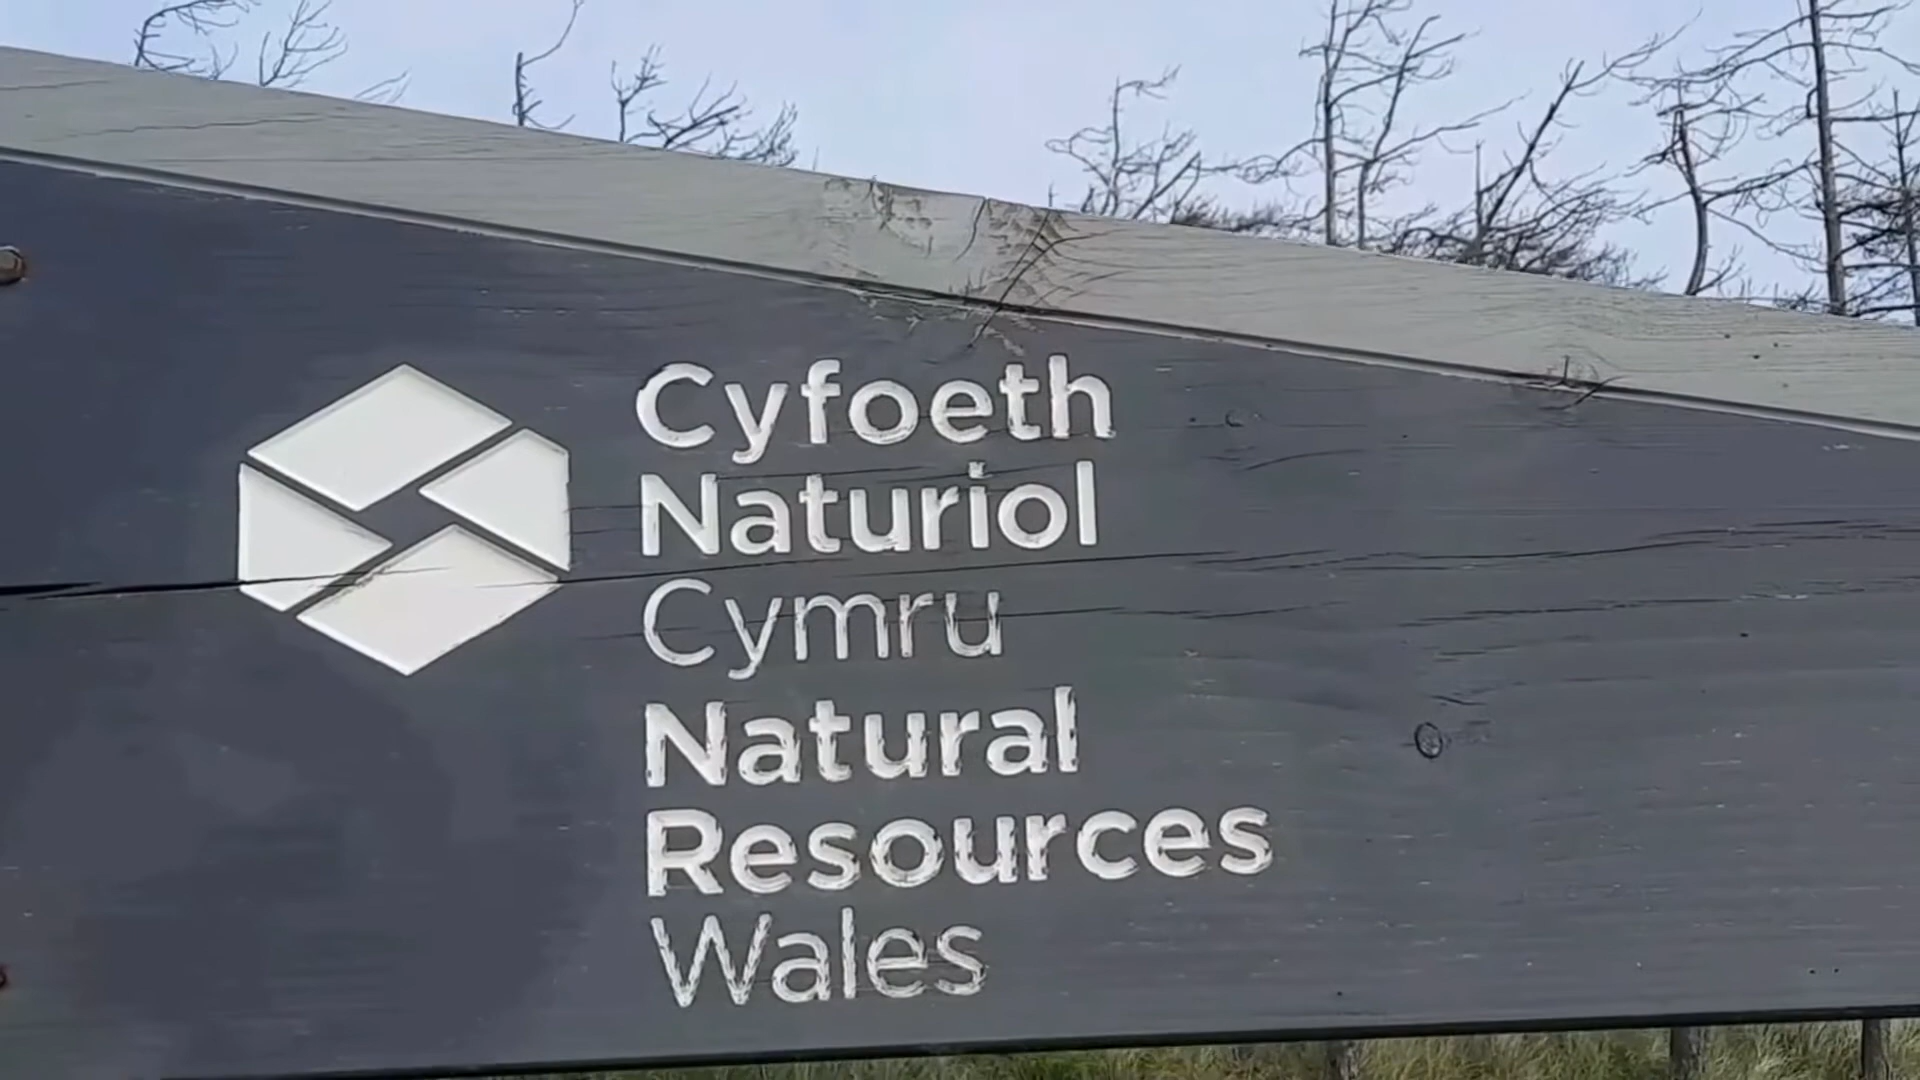 Cyfoeth
Naturiol
Cymru
Natural
Resources
Wales